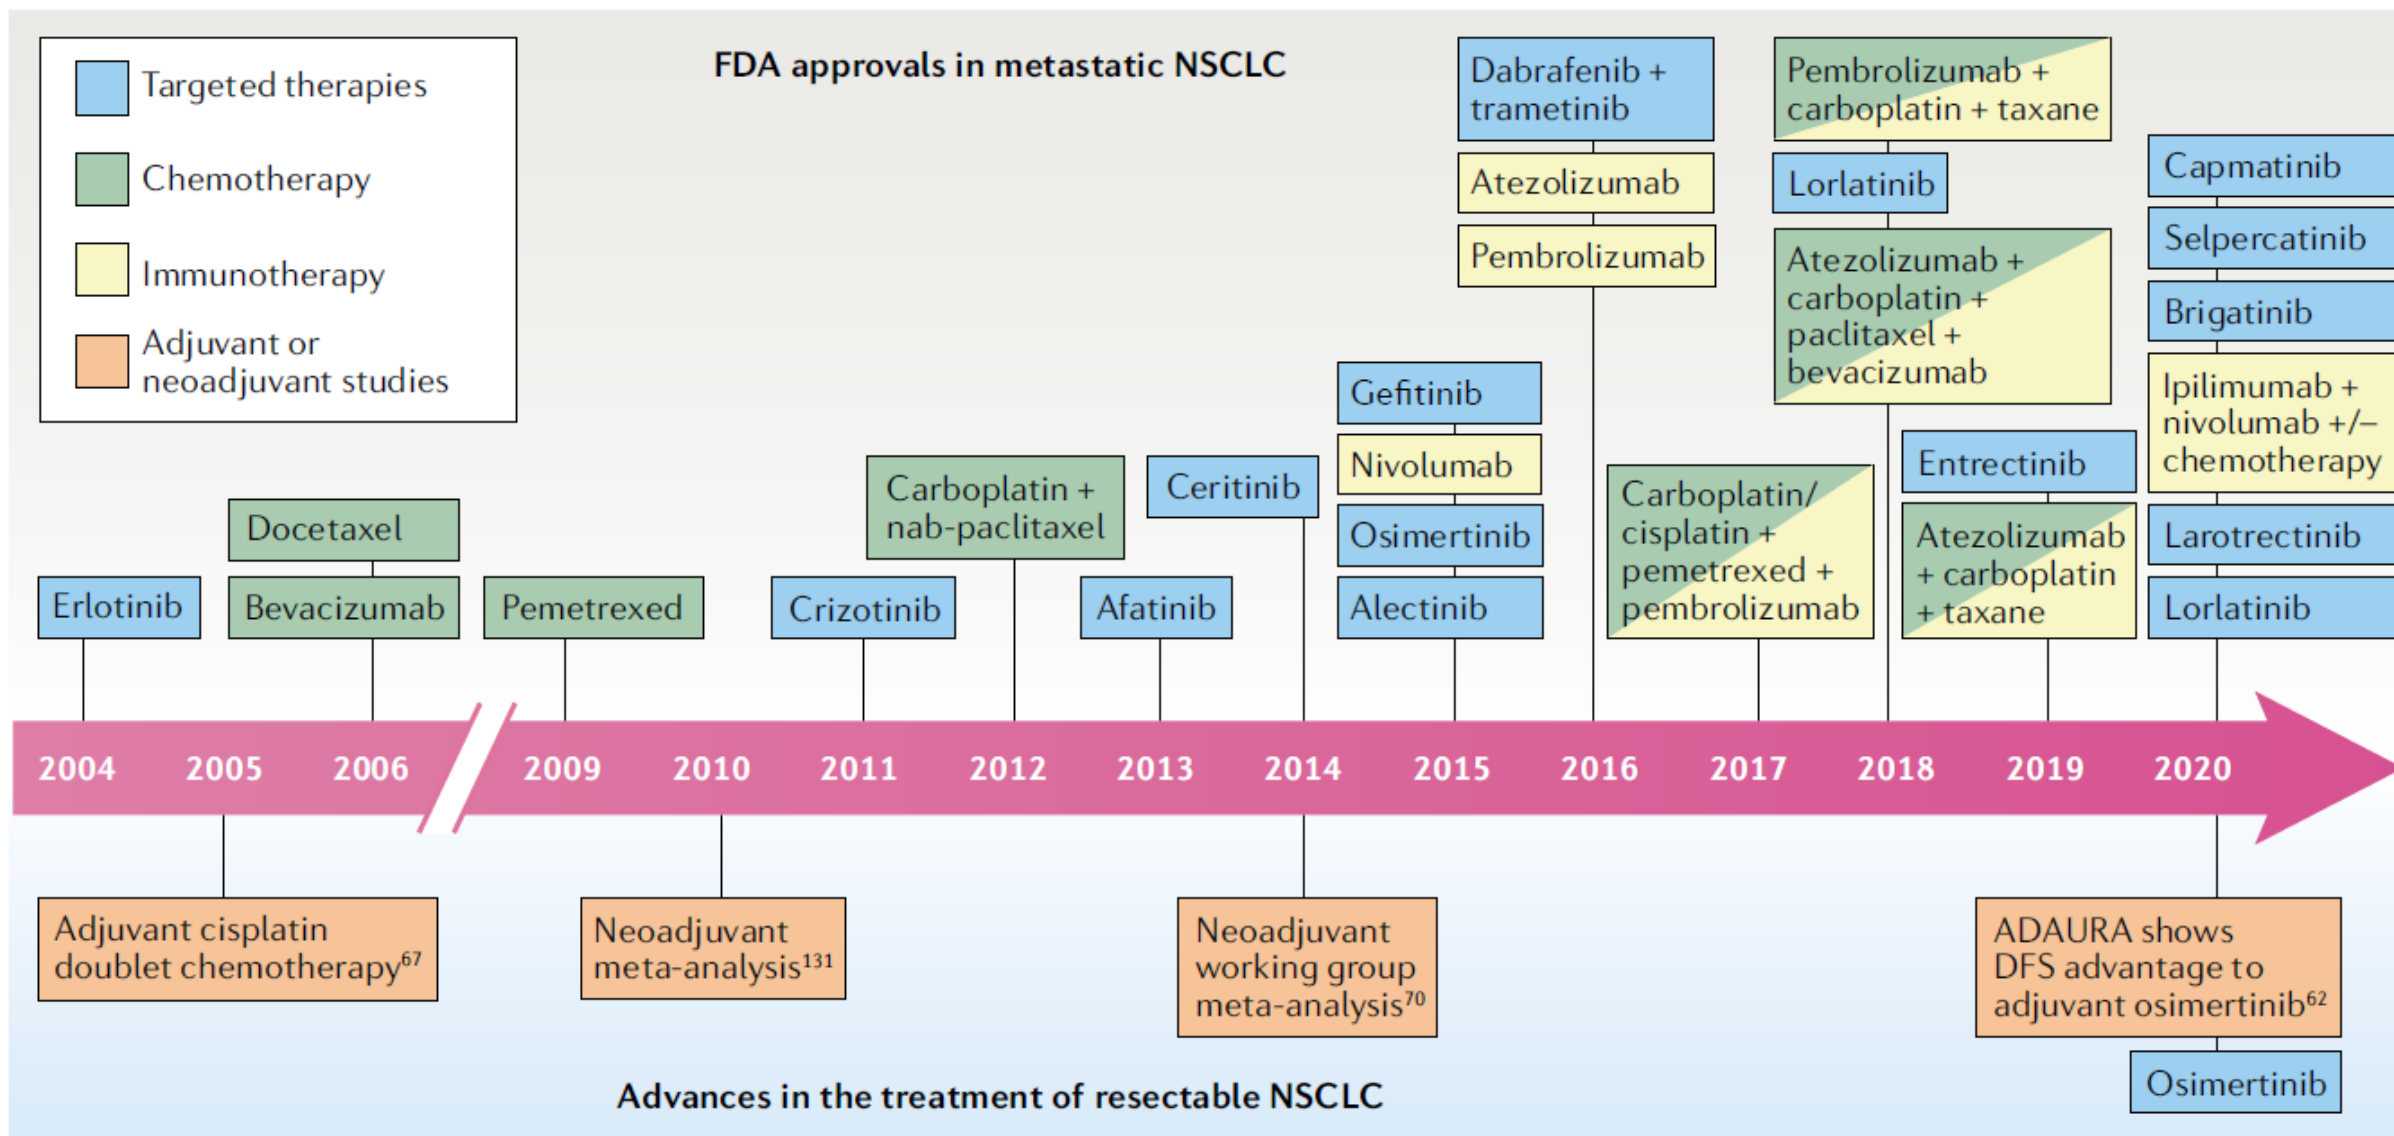 FDA approvals in metastatic NSCLC
Targeted therapies
Chemotherapy
Immunotherapy
Adjuvant or
neoadjuvant studies
Erlotinib
Docetaxel
Bevacizumab
Pemetrexed
Crizotinib
Carboplatin +
nab-paclitaxel
Afatinib
Ceritinib
Gefitinib
Nivolumab
Osimertinib
Alectinib
Dabrafenib +
trametinib
Atezolizumab
Pembrolizumab
Carboplatin/
cisplatin +
pemetrexed +
pembrolizumab
Pembrolizumab +
carboplatin + taxane
Lorlatinib
Atezolizumab +
carboplatin +
paclitaxel +
bevacizumab
Entrectinib
Atezolizumab
+ carboplatin
+ taxane
Capmatinib
Selpercatinib
Brigatinib
Ipilimumab +
nivolumab +/–
chemotherapy
Larotrectinib
Lorlatinib
2004 2005 2006 2009 2010 2011 2012 2013 2014 2015 2016 2017 2018 2019 2020
Adjuvant cisplatin
doublet chemotherapy⁶⁷
Neoadjuvant
meta-analysis¹³¹
Neoadjuvant
working group
meta-analysis⁷⁰
ADAURA shows
DFS advantage to
adjuvant osimertinib⁶²
Osimertinib
Advances in the treatment of resectable NSCLC